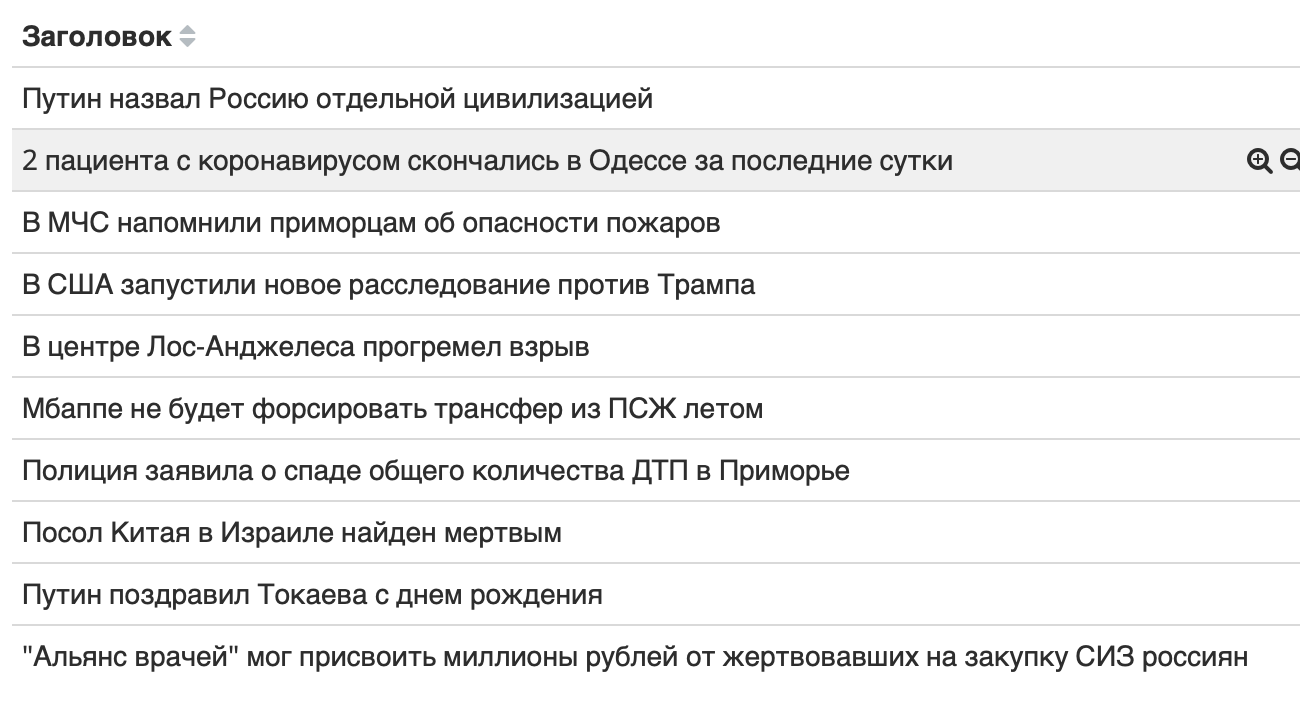 Заголовок
Путин назвал Россию отдельной цивилизацией
2 пациента с коронавирусом скончались в Одессе за последние сутки
В МЧС напомнили приморцам об опасности пожаров
В США запустили новое расследование против Трампа
В центре Лос-Анджелеса прогремел взрыв
Мбаппе не будет форсировать трансфер из ПСЖ летом
Полиция заявила о спаде общего количества ДТП в Приморье
Посол Китая в Израиле найден мертвым
Путин поздравил Токаева с днем рождения
"Альянс врачей" мог присвоить миллионы рублей от жертвовавших на закупку СИЗ россиян